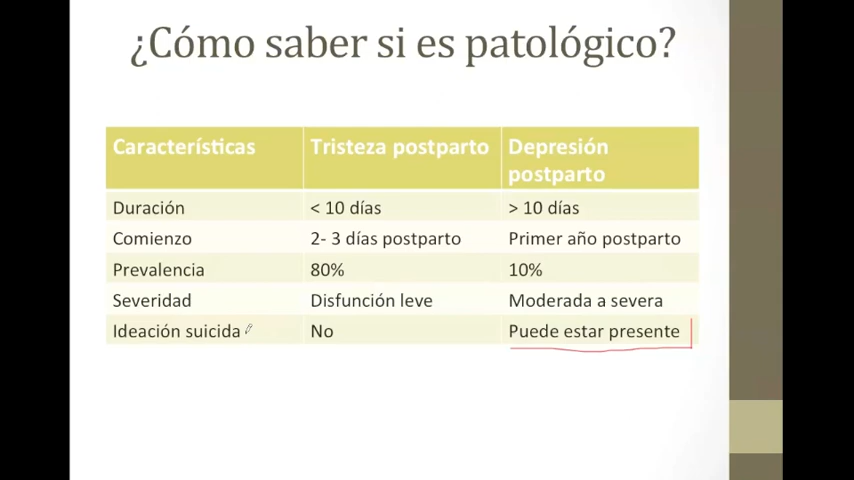 ¿Cómo saber si es patológico?
Características Tristeza postparto Depresión
postparto
Duración < 10 días > 10 días
Comienzo 2- 3 días postparto Primer año postparto
Prevalencia 80% 10%
Severidad Disfunción leve Moderada a severa
Ideación suicida No Puede estar presente